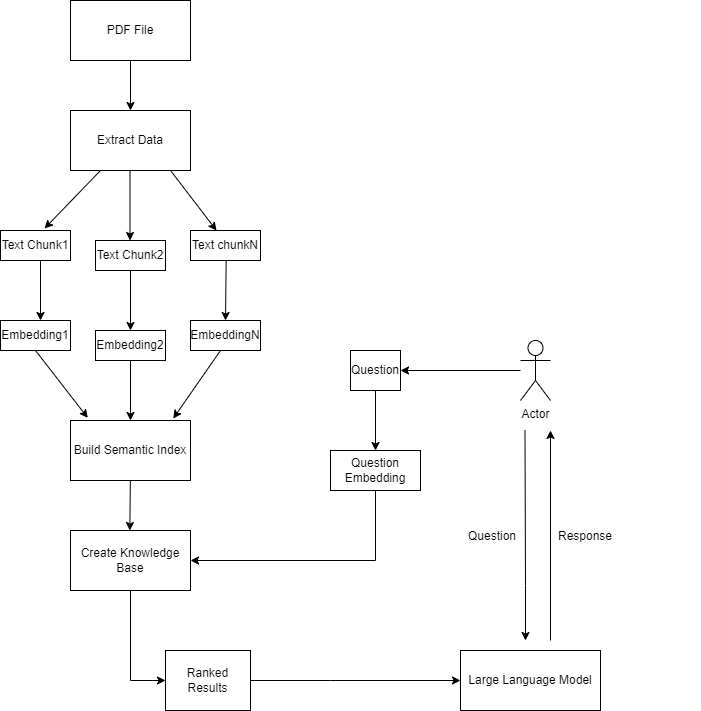 PDF File
Extract Data
Text Chunk1
Text Chunk2
Text chunkN
Embedding1
Embedding2
EmbeddingN
Question
Actor
Build Semantic Index
Question
Embedding
Question
Response
Create Knowledge
Base
Ranked
Results
Large Language Model